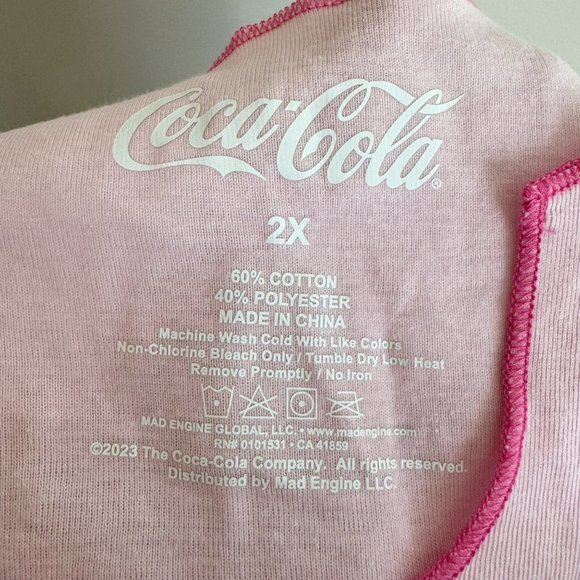 Coca-Cola®
2X
60% COTTON
40% POLYESTER
MADE IN CHINA
Machine Wash Cold With Like Colors
Non-Chlorine Bleach Only / Tumble Dry Low Heat
Remove Promptly / No Iron
MAD ENGINE GLOBAL, LLC. • www.madengine.com
RN# 0101531 • CA 41859
©2023 The Coca-Cola Company. All rights reserved.
Distributed by Mad Engine LLC.